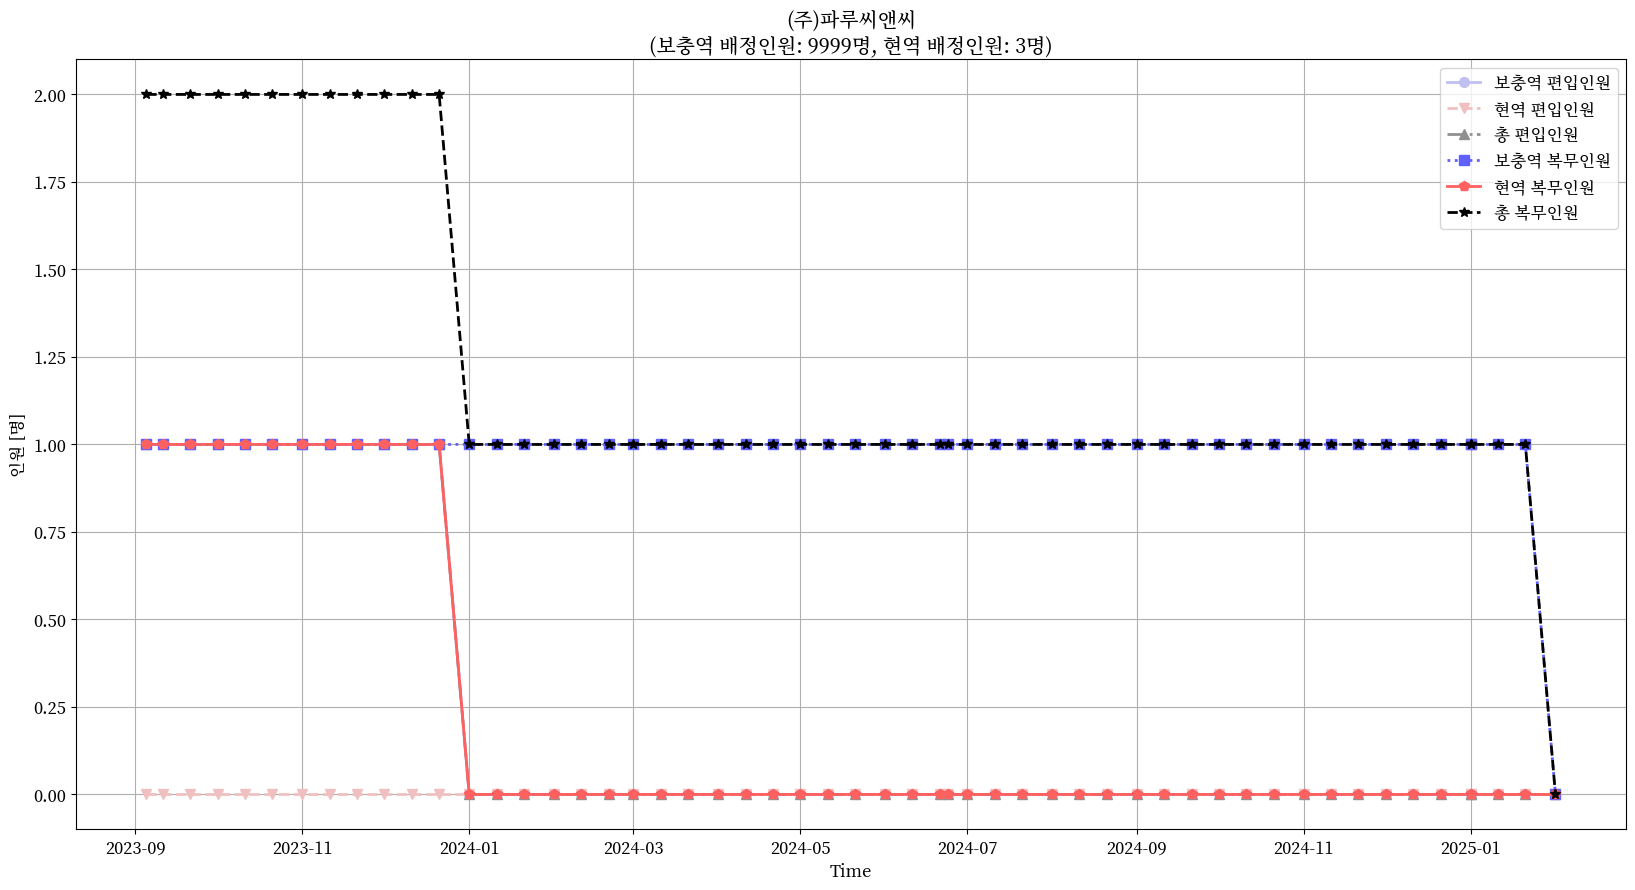 (주)파루씨앤씨
(보충역 배정인원: 9999명, 현역 배정인원: 3명)
보충역 편입인원
현역 편입인원
총 편입인원
보충역 복무인원
현역 복무인원
총 복무인원
인원 [명]
2.00
1.75
1.50
1.25
1.00
0.75
0.50
0.25
0.00
2023-09 2023-11 2024-01 2024-03 2024-05 2024-07 2024-09 2024-11 2025-01
Time